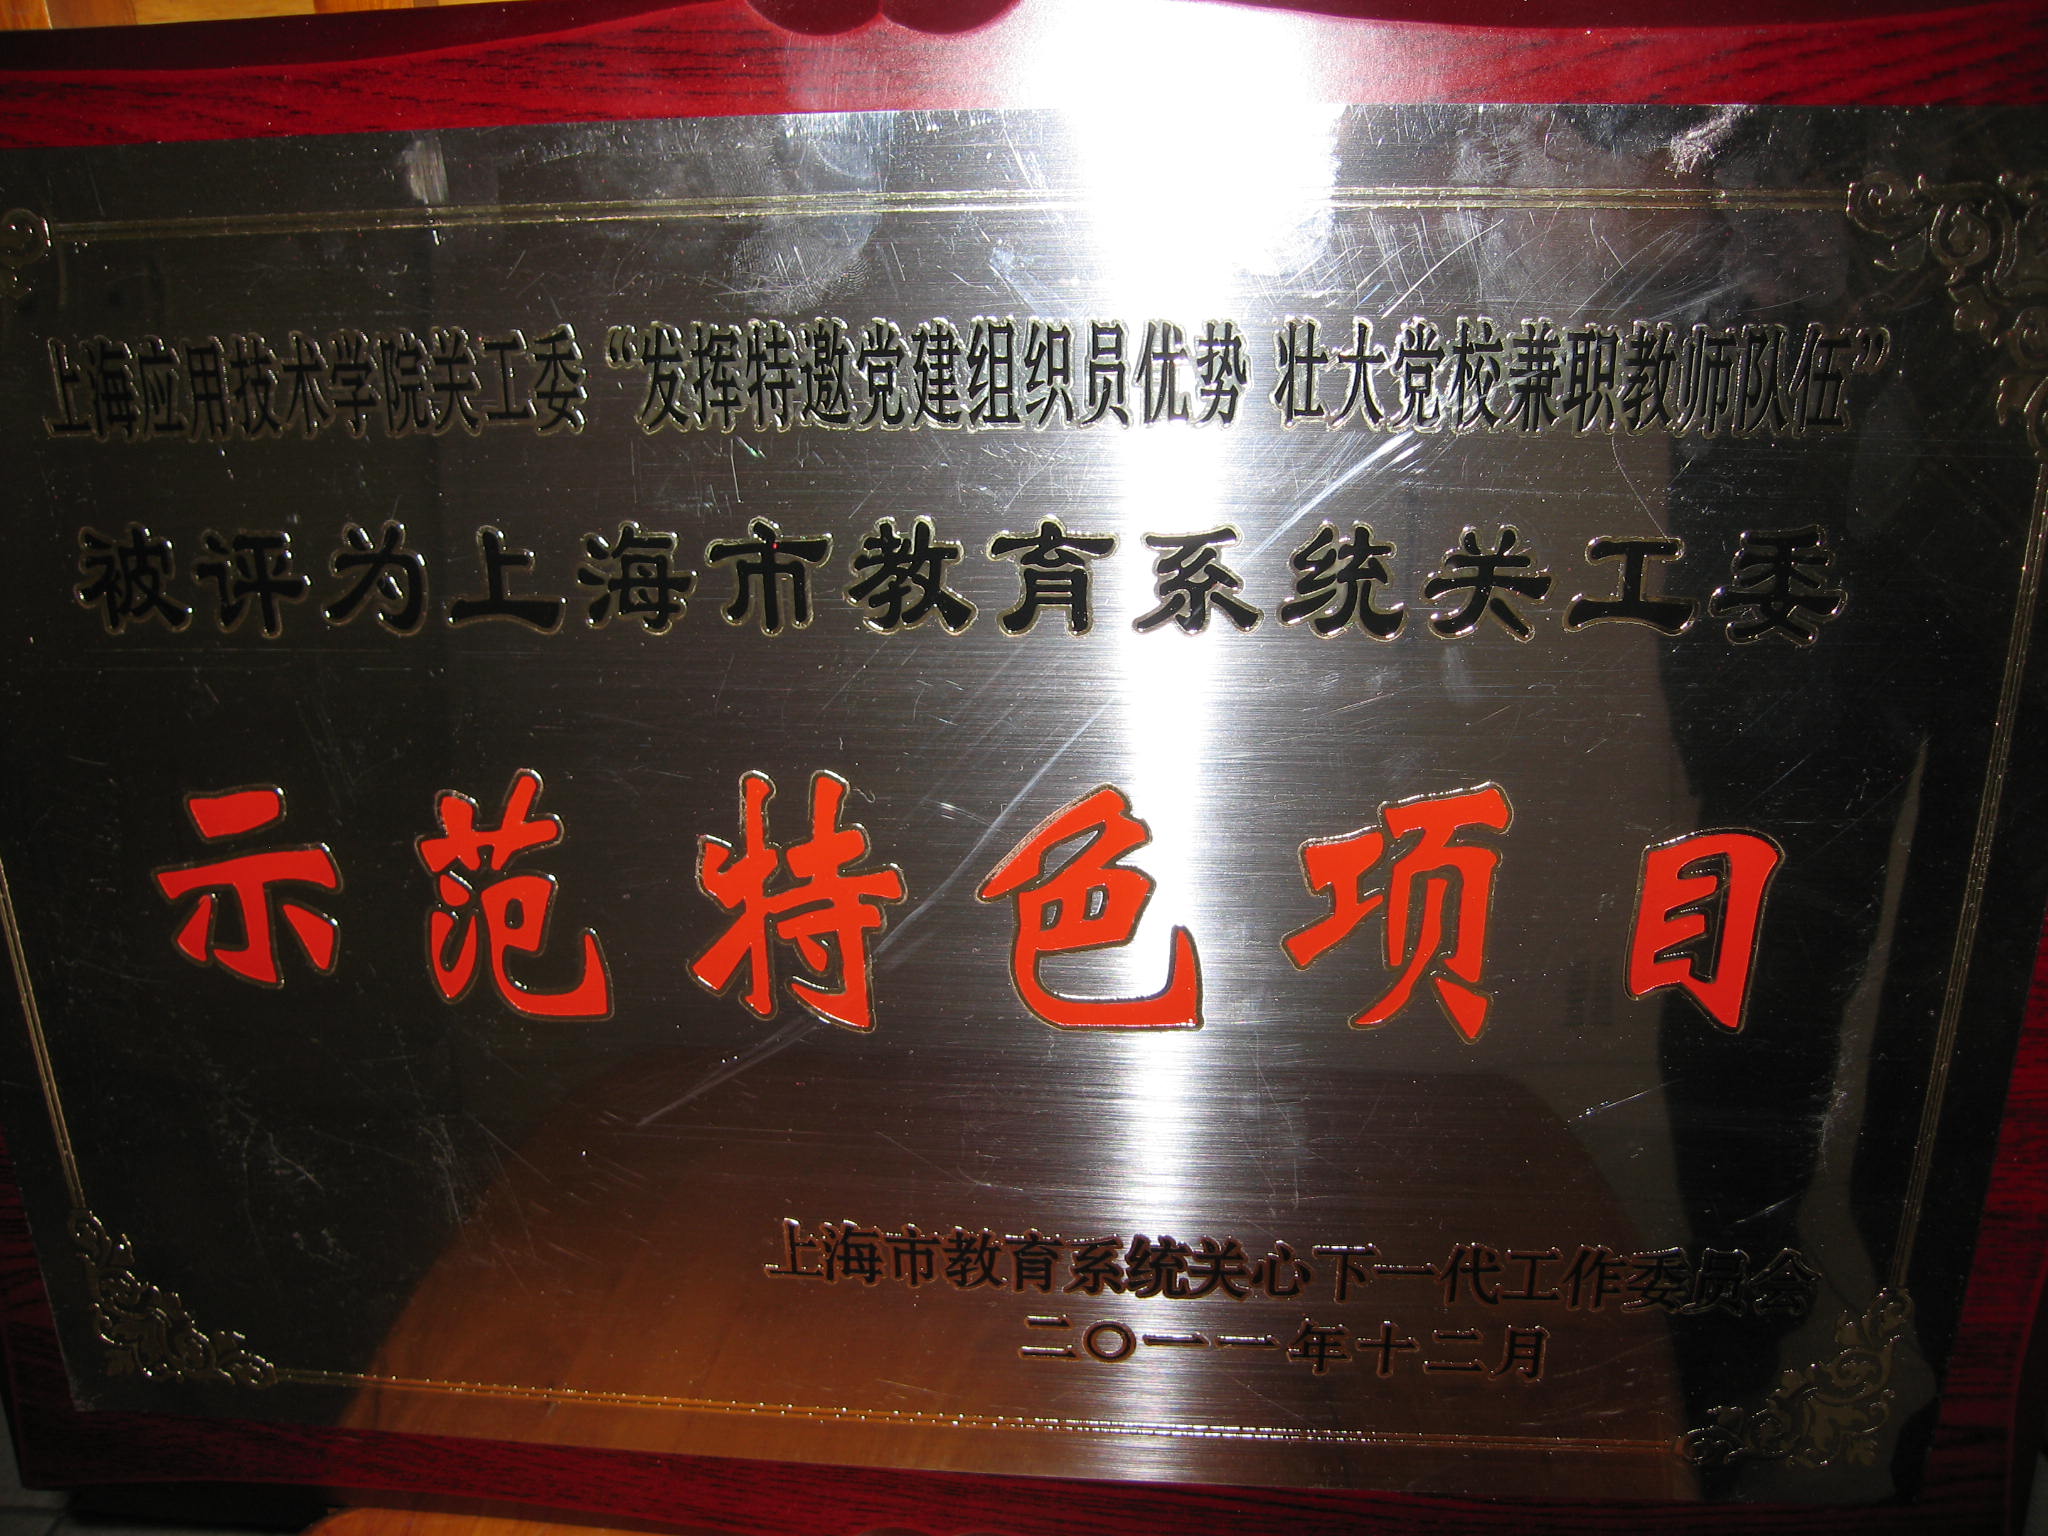 上海应用技术学院关工委“发挥特邀党建组织员优势 壮大党校兼职教师队伍”
被评为上海市教育系统关工委
示范特色项目
上海市教育系统关心下一代工作委员会
二〇一一年十二月